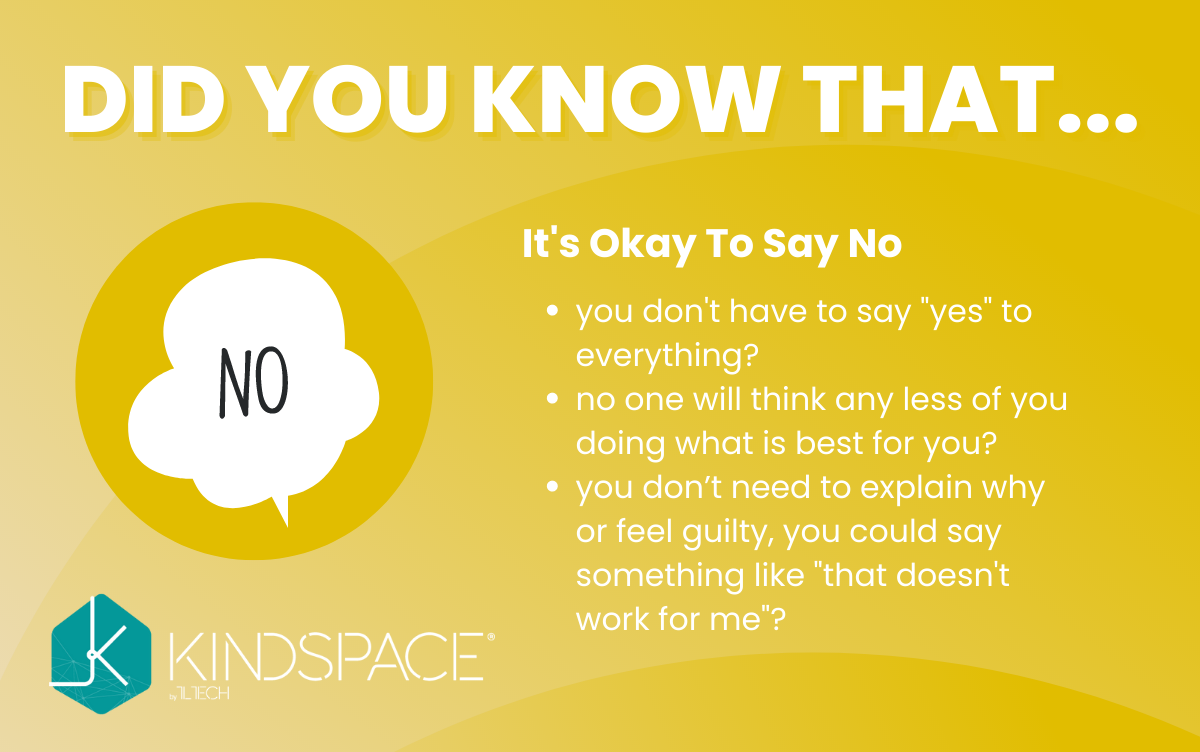 DID YOU KNOW THAT...
NO
It's Okay To Say No
• you don't have to say "yes" to
everything?
• no one will think any less of you
doing what is best for you?
• you don’t need to explain why
or feel guilty, you could say
something like "that doesn't
work for me"?
KINDSPACE®
by 1L1TECH